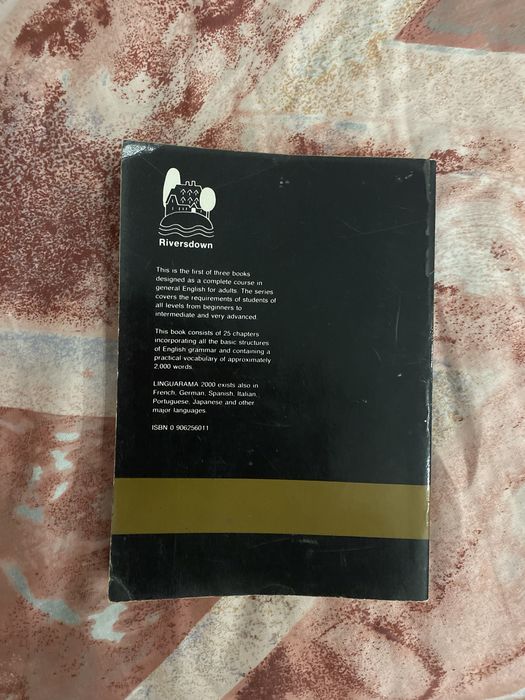 Riversdown
This is the first of three books
designed as a complete course in
general English for adults. The series
covers the requirements of students of
all levels from beginners to
intermediate and very advanced.
This book consists of 25 chapters
incorporating all the basic structures
of English grammar and containing a
practical vocabulary of approximately
2,000 words.
LINGUARAMA 2000 exists also in
French, German, Spanish, Italian,
Portuguese, Japanese and other
major languages.
ISBN 0 906256011